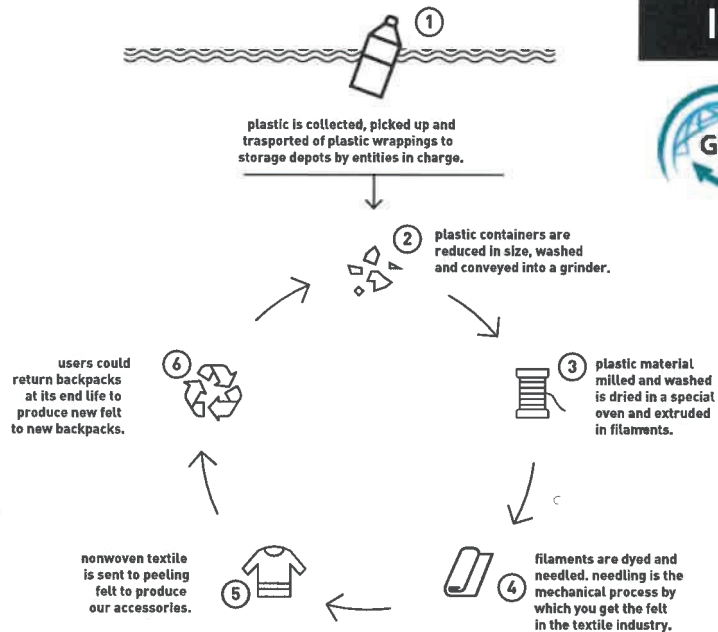 1
plastic is collected, picked up and
trasported of plastic wrappings to
storage depots by entities in charge.
2
plastic containers are
reduced in size, washed
and conveyed into a grinder.
3
plastic material
milled and washed
is dried in a special
oven and extruded
in filaments.
4
filaments are dyed and
needled. needling is the
mechanical process by
which you get the felt
in the textile industry.
5
nonwoven textile
is sent to peeling
felt to produce
our accessories.
6
users could
return backpacks
at its end life to
produce new felt
to new backpacks.